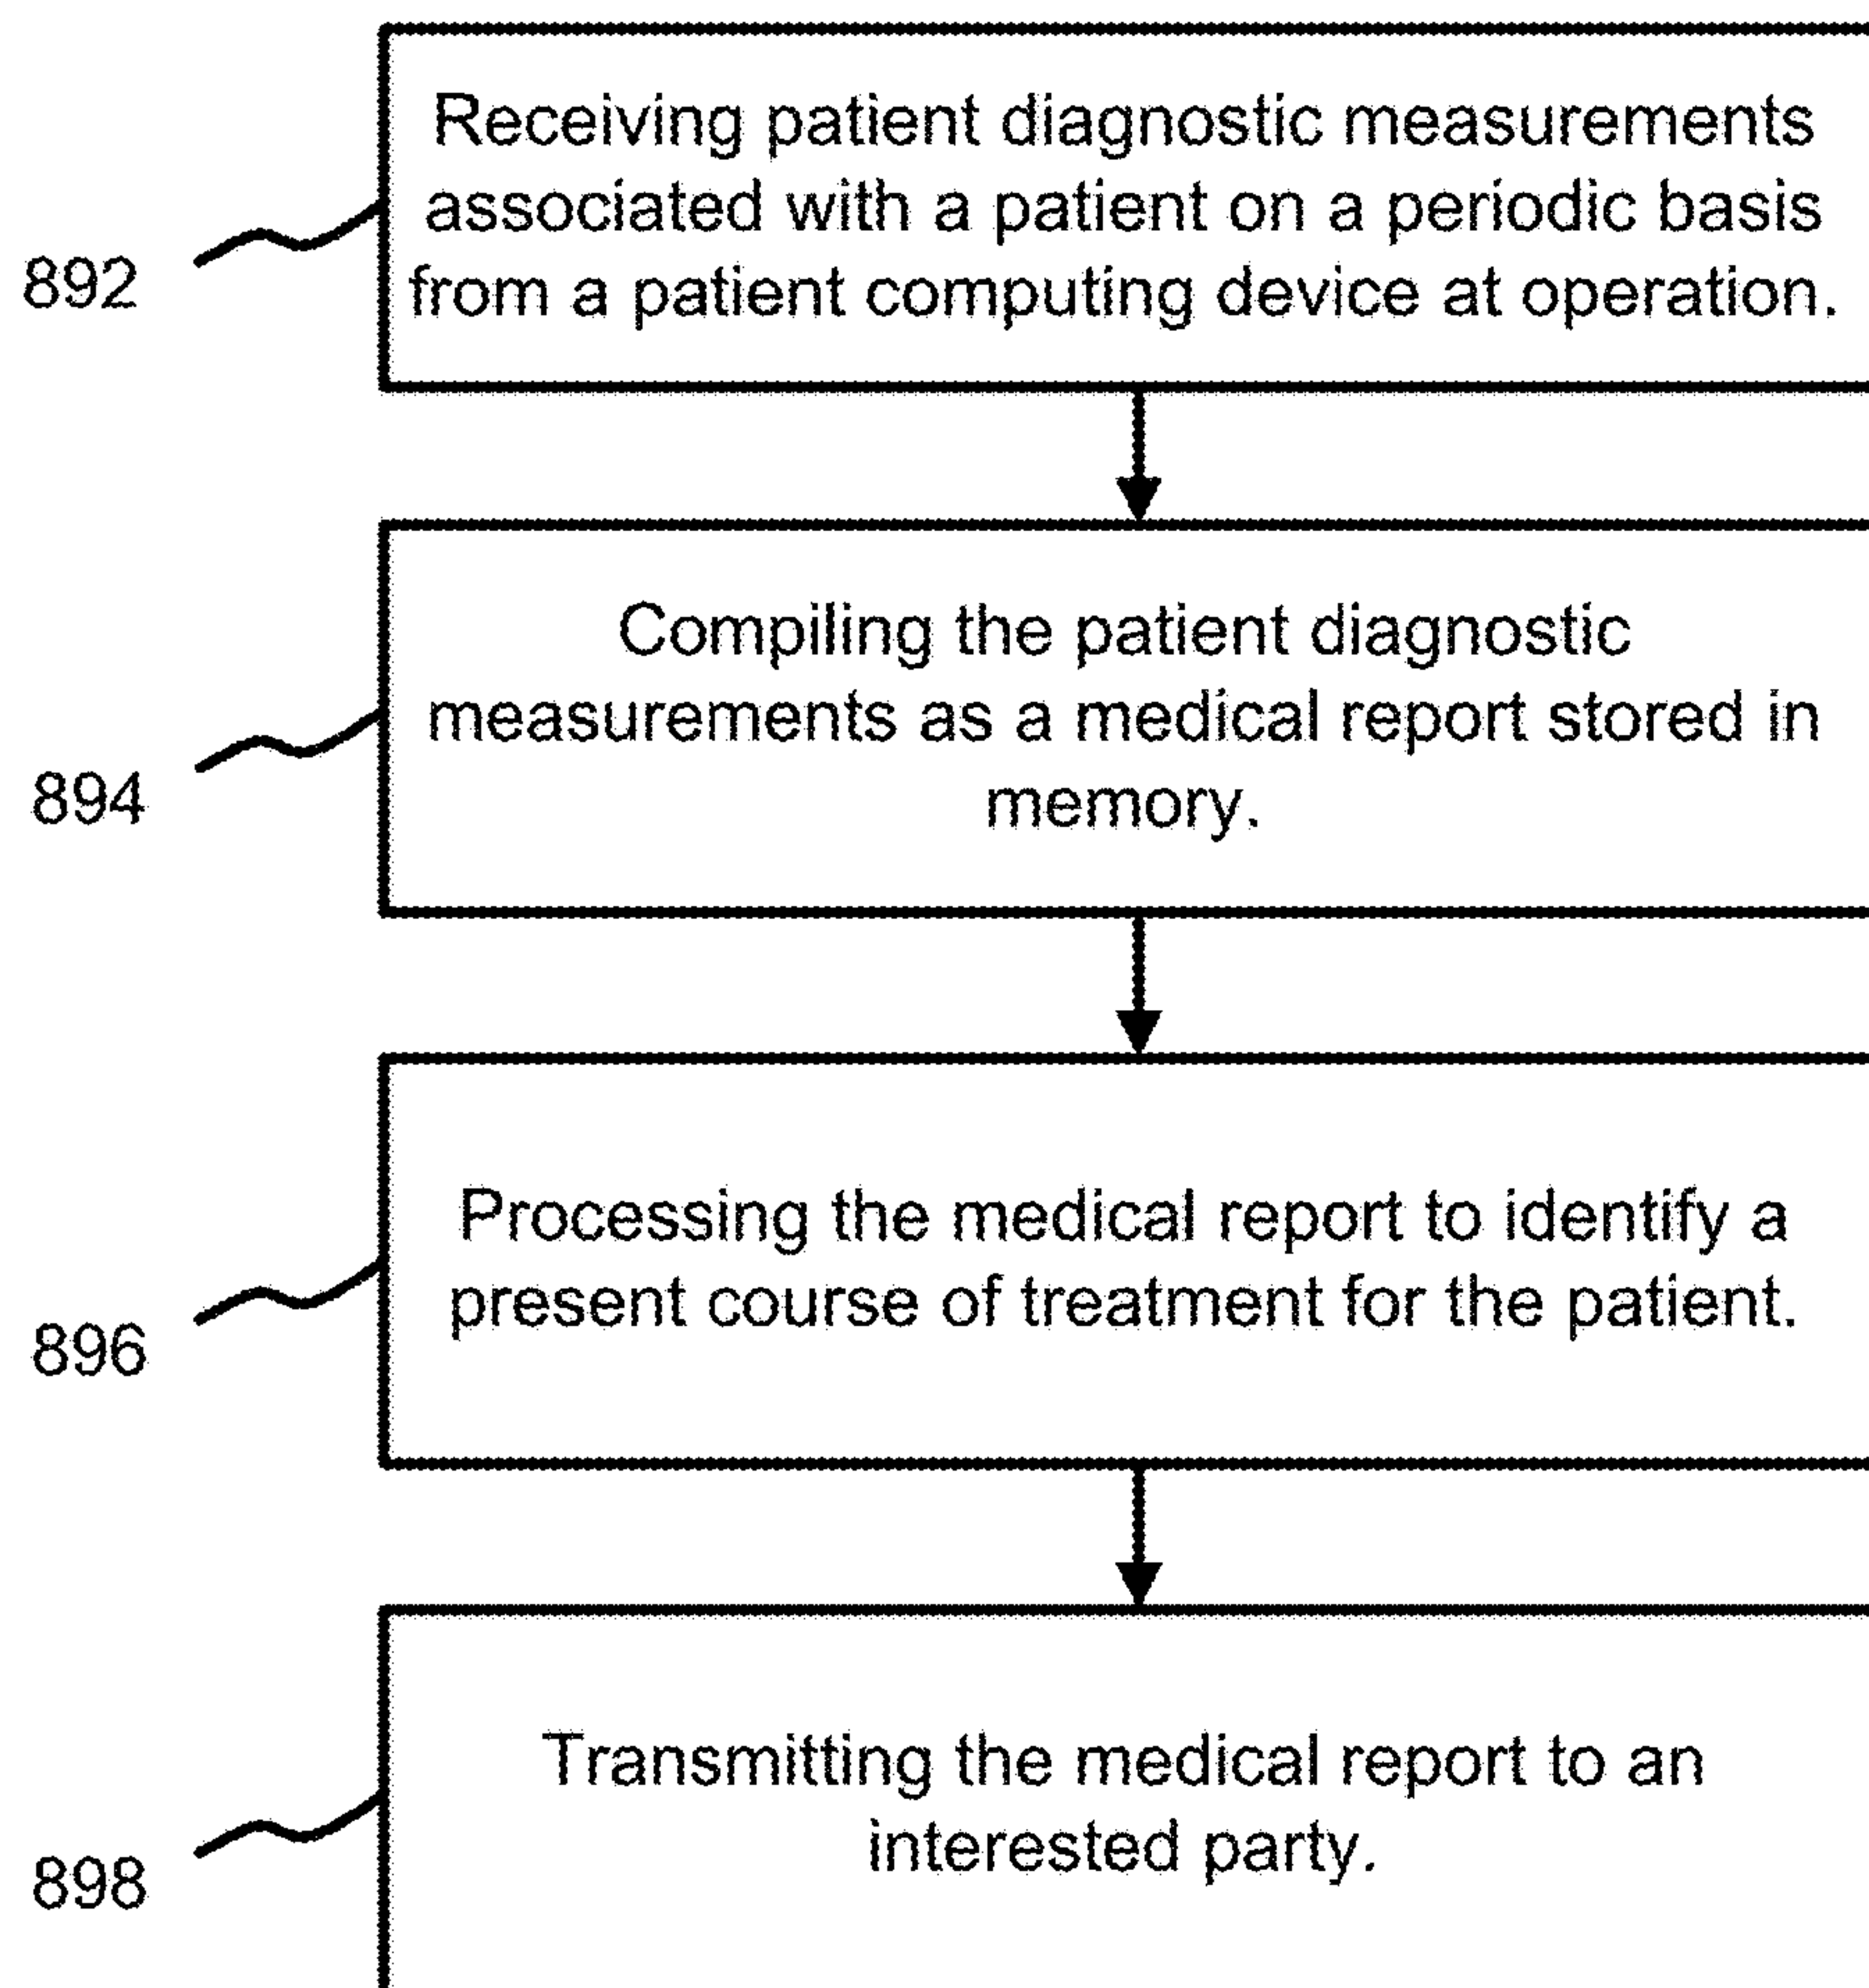 Receiving patient diagnostic measurements
associated with a patient on a periodic basis
from a patient computing device at operation.
892
Compiling the patient diagnostic
measurements as a medical report stored in
memory.
894
Processing the medical report to identify a
present course of treatment for the patient.
896
Transmitting the medical report to an
interested party.
898